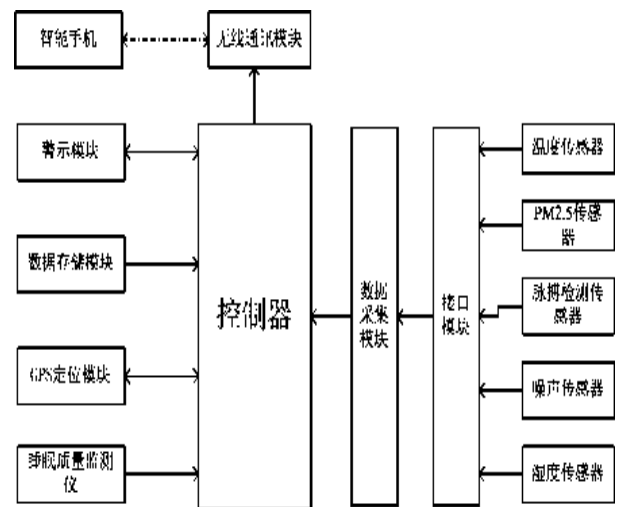 智能手机
无线通讯模块
警示模块
数据存储模块
GPS定位模块
睡眠质量监测
仪
控制器
数据
采集
模块
接口
模块
温度传感器
PM2.5传感
器
脉搏检测传
感器
噪声传感器
湿度传感器